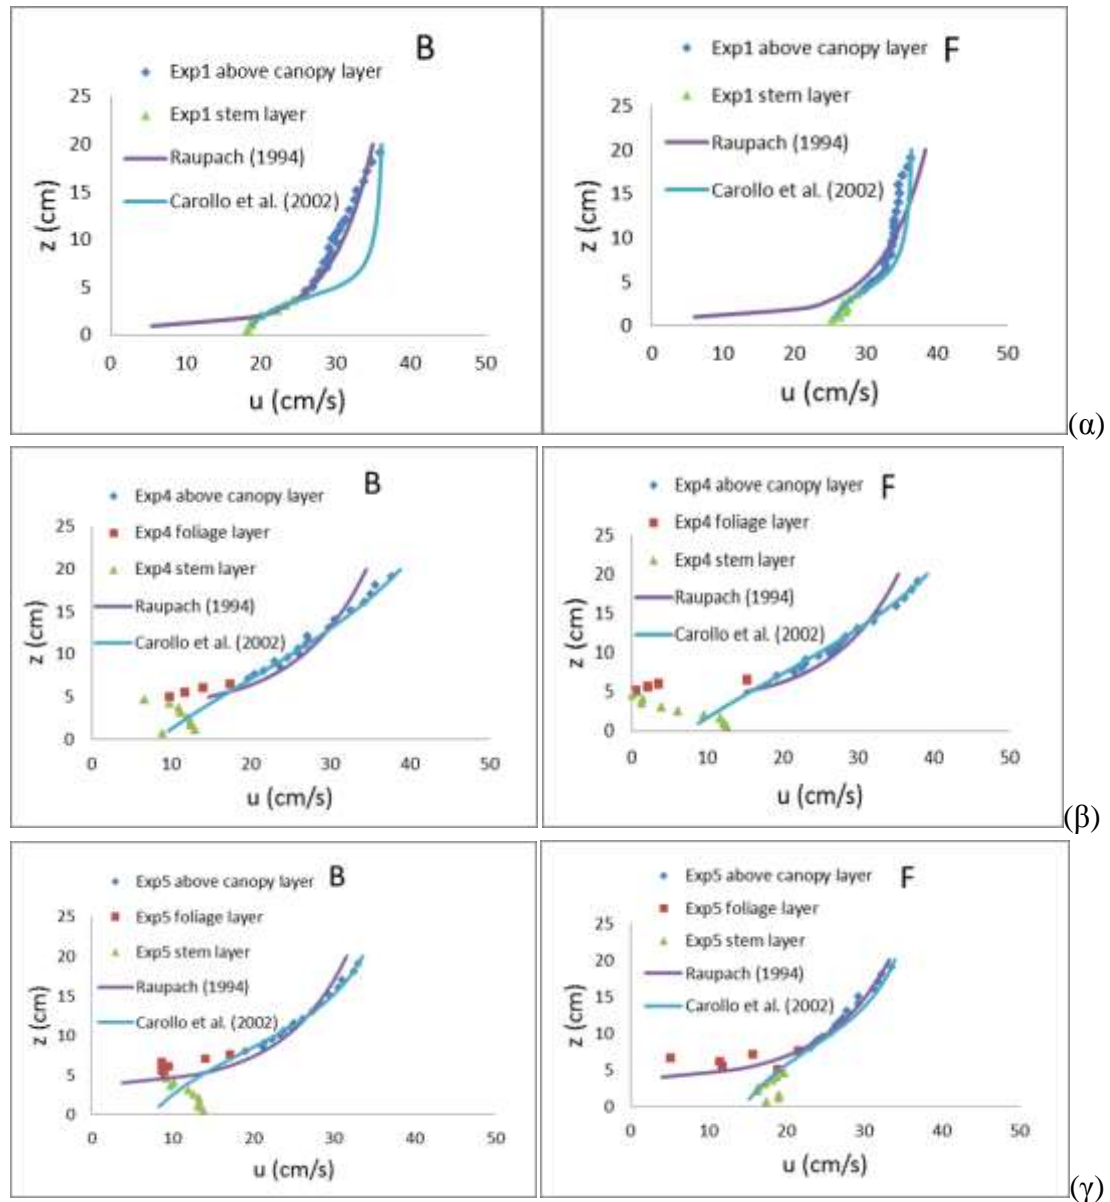 B
Exp1 above canopy layer
Exp1 stem layer
Raupach (1994)
Carollo et al. (2002)
z (cm)
25
20
15
10
5
0
0 10 20 30 40 50
u (cm/s)
F
Exp1 above canopy layer
Exp1 stem layer
Raupach (1994)
Carollo et al. (2002)
z (cm)
25
20
15
10
5
0
0 10 20 30 40 50
u (cm/s)
(α)
B
Exp4 above canopy layer
Exp4 foliage layer
Exp4 stem layer
Raupach (1994)
Carollo et al. (2002)
z (cm)
25
20
15
10
5
0
0 10 20 30 40 50
u (cm/s)
F
Exp4 above canopy layer
Exp4 foliage layer
Exp4 stem layer
Raupach (1994)
Carollo et al. (2002)
z (cm)
25
20
15
10
5
0
0 10 20 30 40 50
u (cm/s)
(β)
B
Exp5 above canopy layer
Exp5 foliage layer
Exp5 stem layer
Raupach (1994)
Carollo et al. (2002)
z (cm)
25
20
15
10
5
0
0 10 20 30 40 50
u (cm/s)
F
Exp5 above canopy layer
Exp5 foliage layer
Exp5 stem layer
Raupach (1994)
Carollo et al. (2002)
z (cm)
25
20
15
10
5
0
0 10 20 30 40 50
u (cm/s)
(γ)